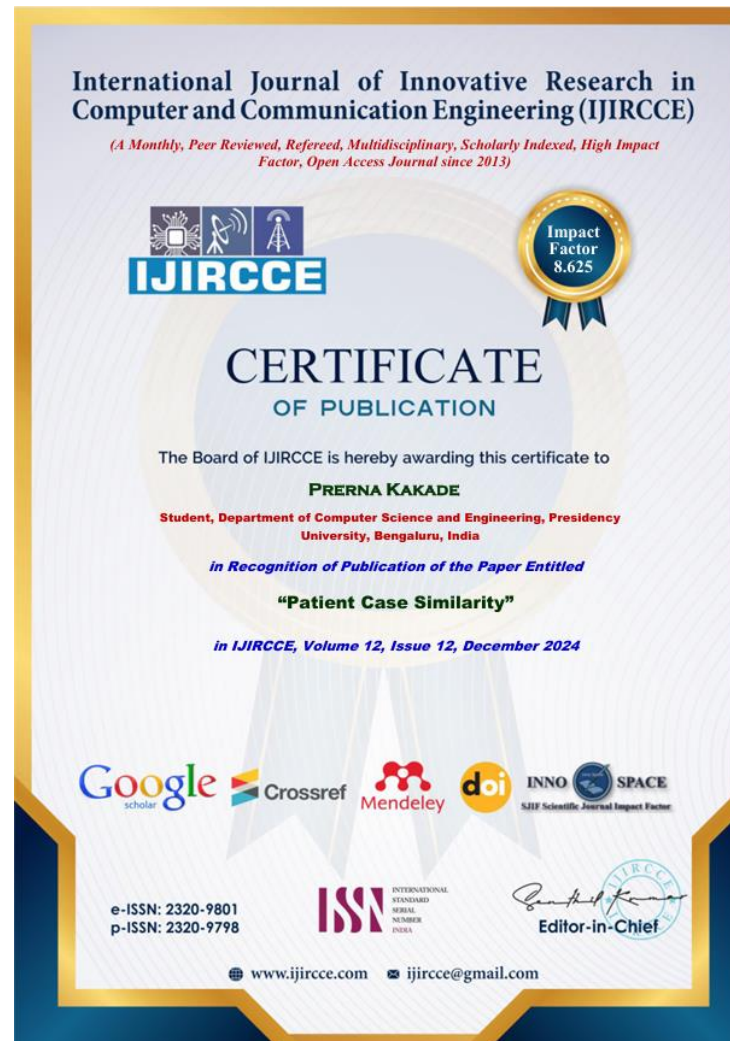 International Journal of Innovative Research in
Computer and Communication Engineering (IJIRCCE)
(A Monthly, Peer Reviewed, Refereed, Multidisciplinary, Scholarly Indexed, High Impact
Factor, Open Access Journal since 2013)
IJIRCCE
Impact
Factor
8.625
CERTIFICATE
OF PUBLICATION
The Board of IJIRCCE is hereby awarding this certificate to
PRERNA KAKADE
Student, Department of Computer Science and Engineering, Presidency
University, Bengaluru, India
in Recognition of Publication of the Paper Entitled
“Patient Case Similarity”
in IJIRCCE, Volume 12, Issue 12, December 2024
Google
scholar
Crossref
Mendeley
doi
INNO SPACE
SJIF Scientific Journal Impact Factor
e-ISSN: 2320-9801
p-ISSN: 2320-9798
ISSN
INTERNATIONAL
STANDARD
SERIAL
NUMBER
INDIA
Senthil Kumar
IJIRCCE
Editor-in-Chief
www.ijircce.com ijircce@gmail.com